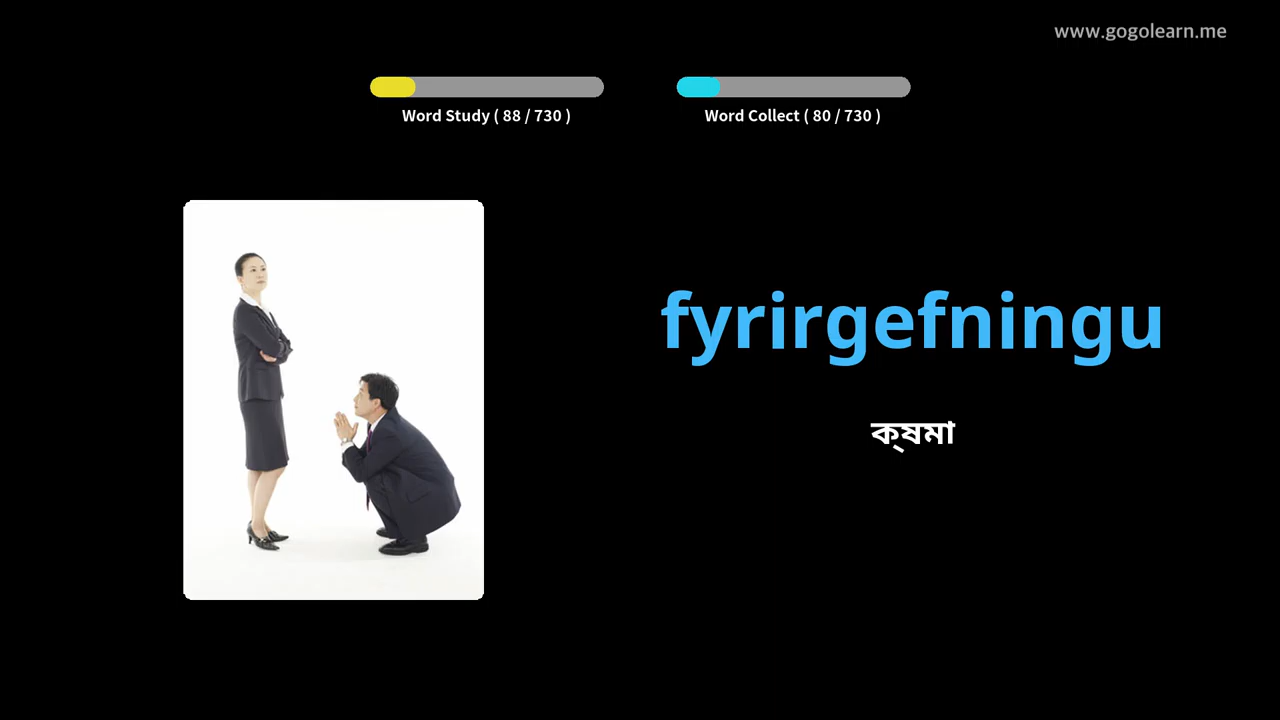 www.gogolearn.me
Word Study ( 88 / 730 )
Word Collect ( 80 / 730 )
fyrirgefningu
ক্ষমা